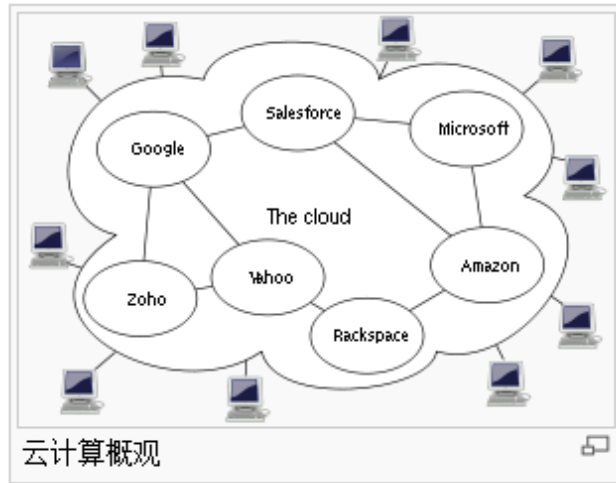 Salesforce
Microsoft
Google
The cloud
Amazon
Yahoo
Zoho
Rackspace
云计算概观